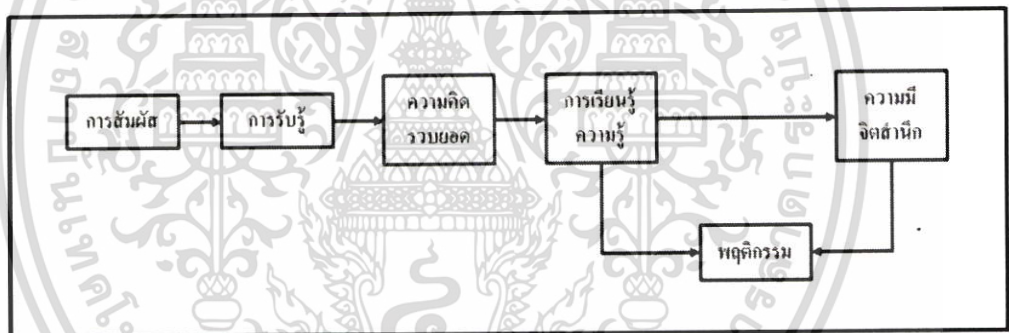 การสัมผัส
การรับรู้
ความคิด
รวบยอด
การเรียนรู้
ความรู้
ความมี
จิตสำนึก
พฤติกรรม